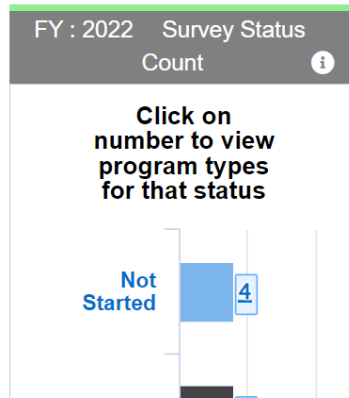 FY : 2022 Survey Status
Count
Click on
number to view
program types
for that status
Not
Started
4